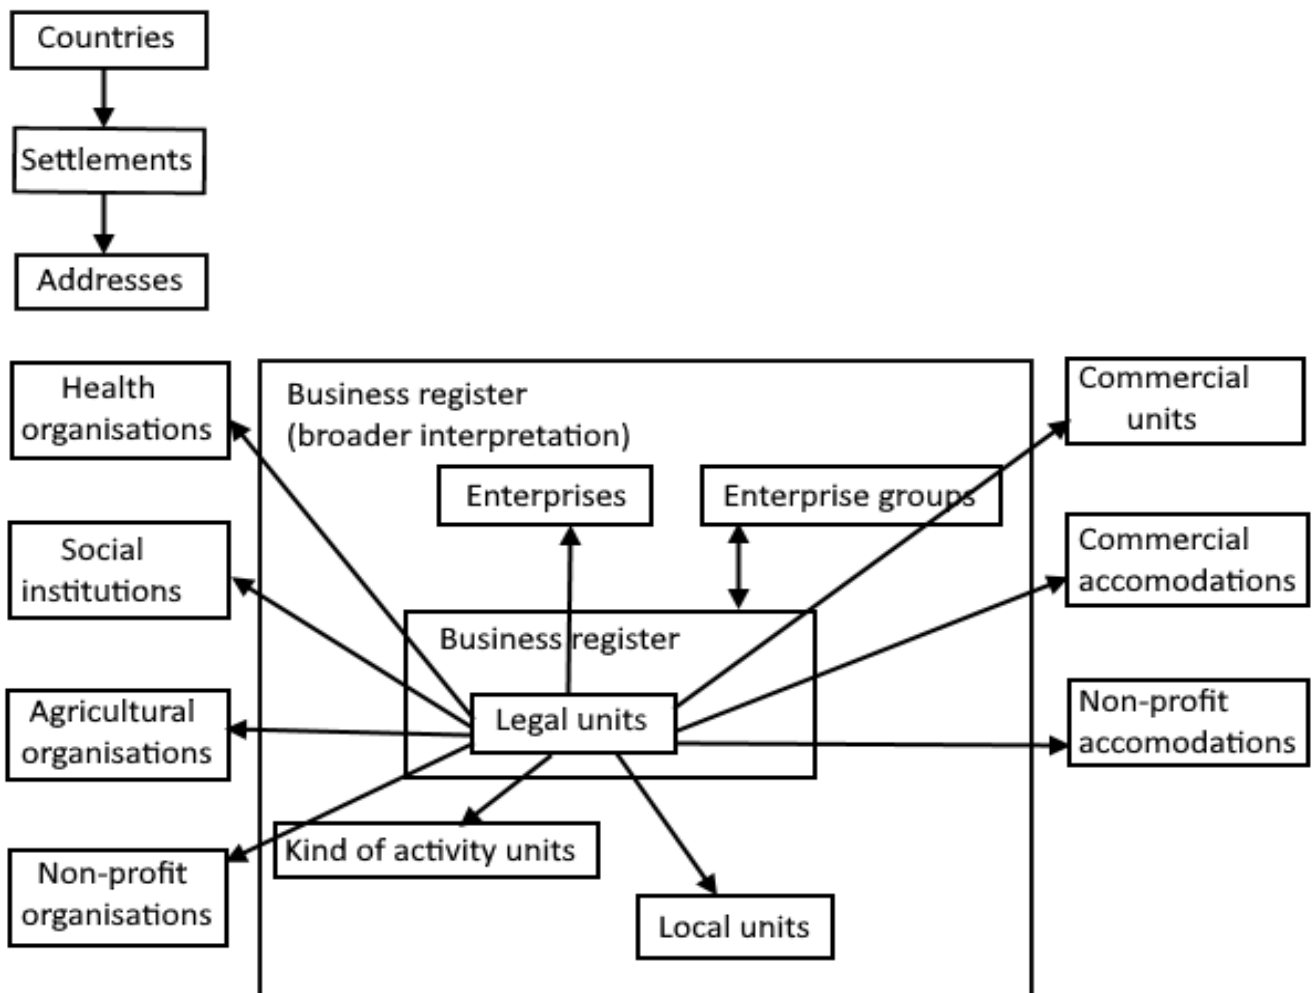 Countries
Settlements
Addresses
Health
organisations
Business register
(broader interpretation)
Commercial
units
Enterprises
Enterprise groups
Social
institutions
Commercial
accomodations
Business register
Legal units
Agricultural
organisations
Non-profit
accomodations
Kind of activity units
Non-profit
organisations
Local units